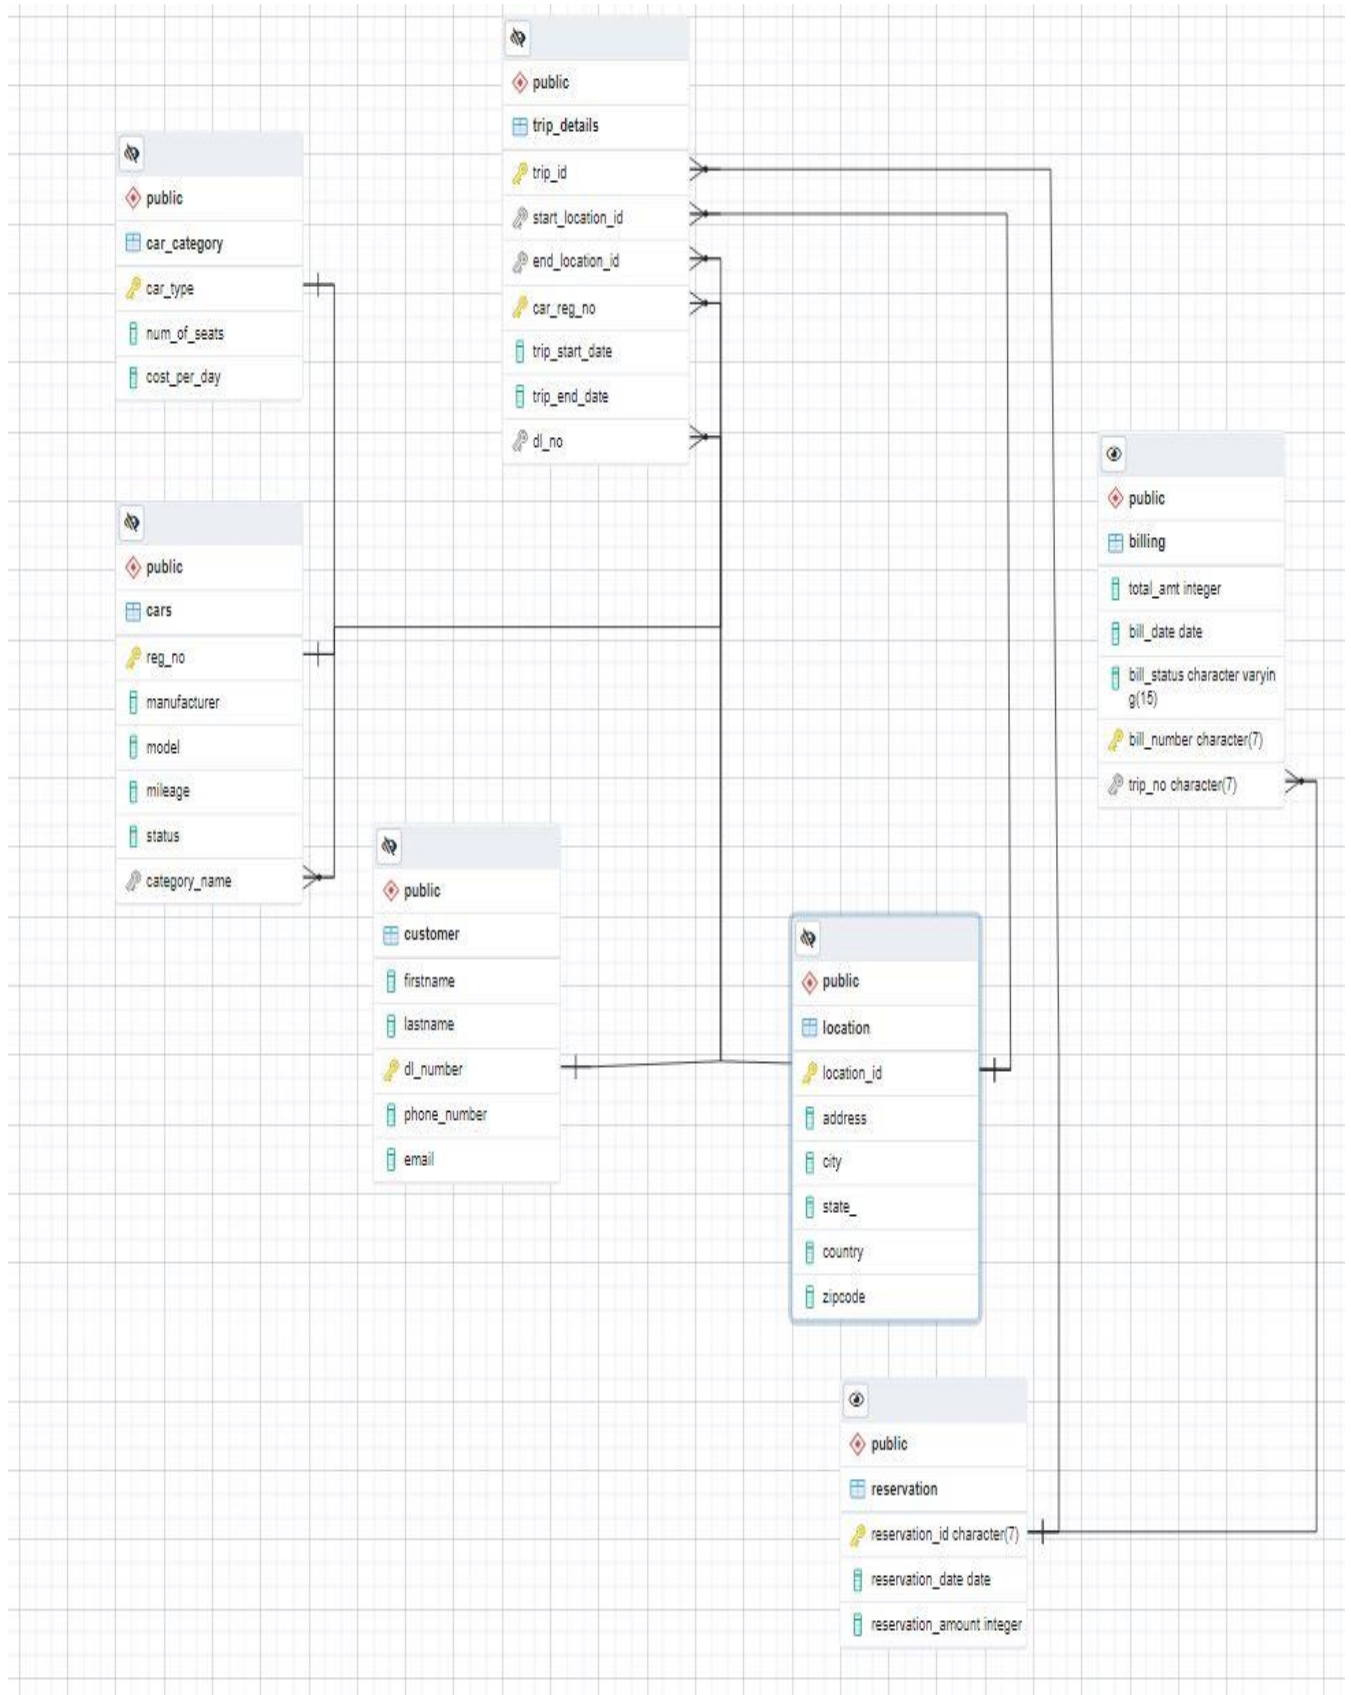 public
trip_details
trip_id
start_location_id
end_location_id
car_reg_no
trip_start_date
trip_end_date
dl_no
public
car_category
car_type
num_of_seats
cost_per_day
public
cars
reg_no
manufacturer
model
mileage
status
category_name
public
billing
total_amt integer
bill_date date
bill_status character varyin
g(15)
bill_number character(7)
trip_no character(7)
public
customer
firstname
lastname
dl_number
phone_number
email
public
location
location_id
address
city
state_
country
zipcode
public
reservation
reservation_id character(7)
reservation_date date
reservation_amount integer